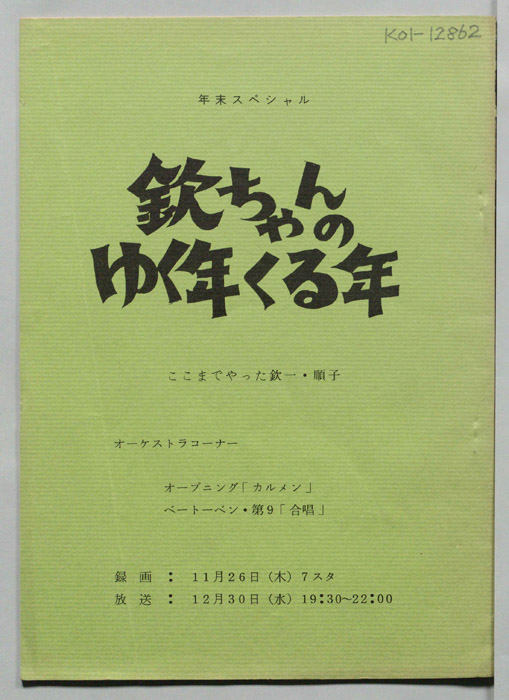 K01-12862
年末スペシャル
欽ちゃんの
ゆく年くる年
ここまでやった欽一・順子
オーケストラコーナー
オープニング「カルメン」
ベートーベン・第9「合唱」
録画： 11月26日（木）7スタ
放送： 12月30日（水）19：30〜22：00